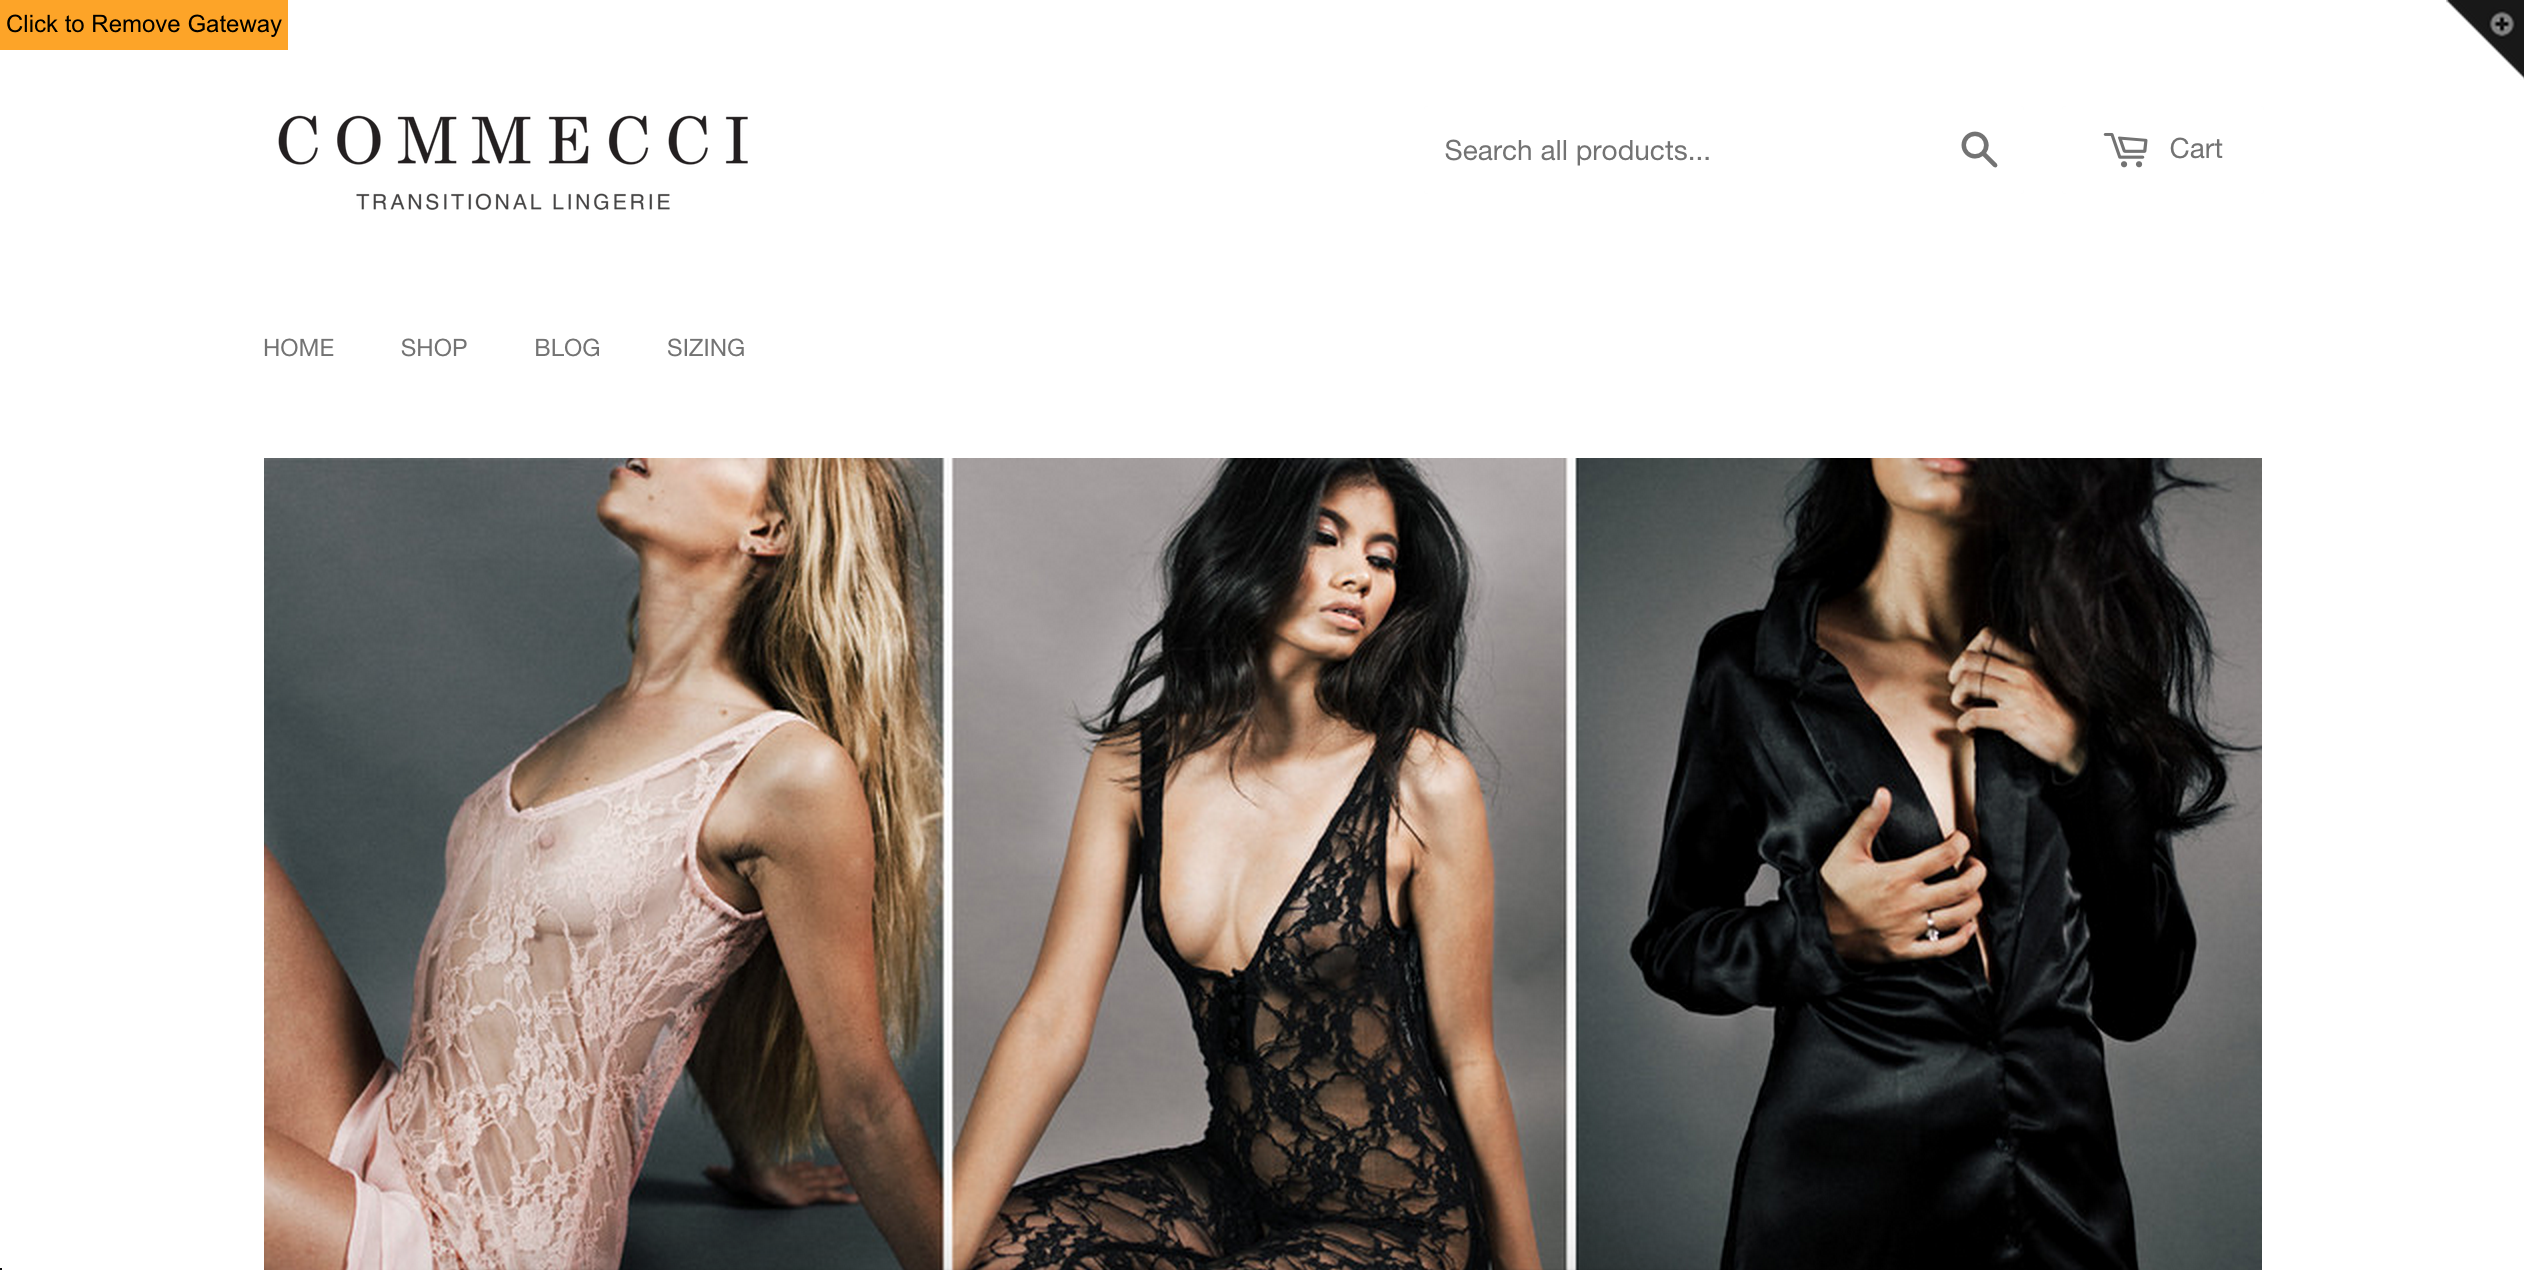 Click to Remove Gateway
COMMECCI
TRANSITIONAL LINGERIE
Search all products...
Cart
HOME
SHOP
BLOG
SIZING